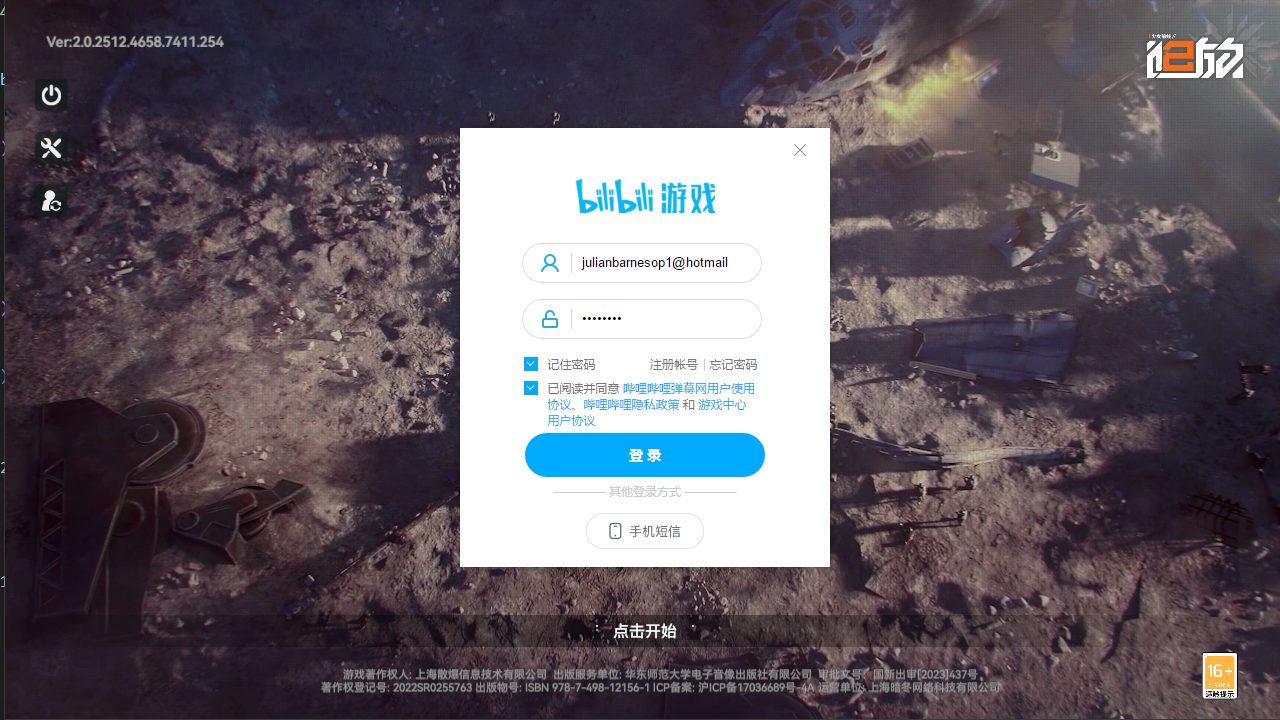 Ver:2.0.2512.4658.7411.254
少女前线
追放
bilibili 游戏
julianbarnesop1@hotmail
••••••••
记住密码
注册帐号 | 忘记密码
已阅读并同意 哔哩哔哩弹幕网用户使用
协议、哔哩哔哩隐私政策 和 游戏中心
用户协议
登 录
其他登录方式
手机短信
点击开始
游戏著作权人: 上海散爆信息技术有限公司 出版服务单位: 华东师范大学电子音像出版社有限公司 审批文号: 国新出审[2023]437号
著作权登记号: 2022SR0255763 出版物号: ISBN 978-7-498-12156-1 ICP备案: 沪ICP备17036689号-4A 运营单位: 上海暗冬网络科技有限公司
16+
CADPA
适龄提示